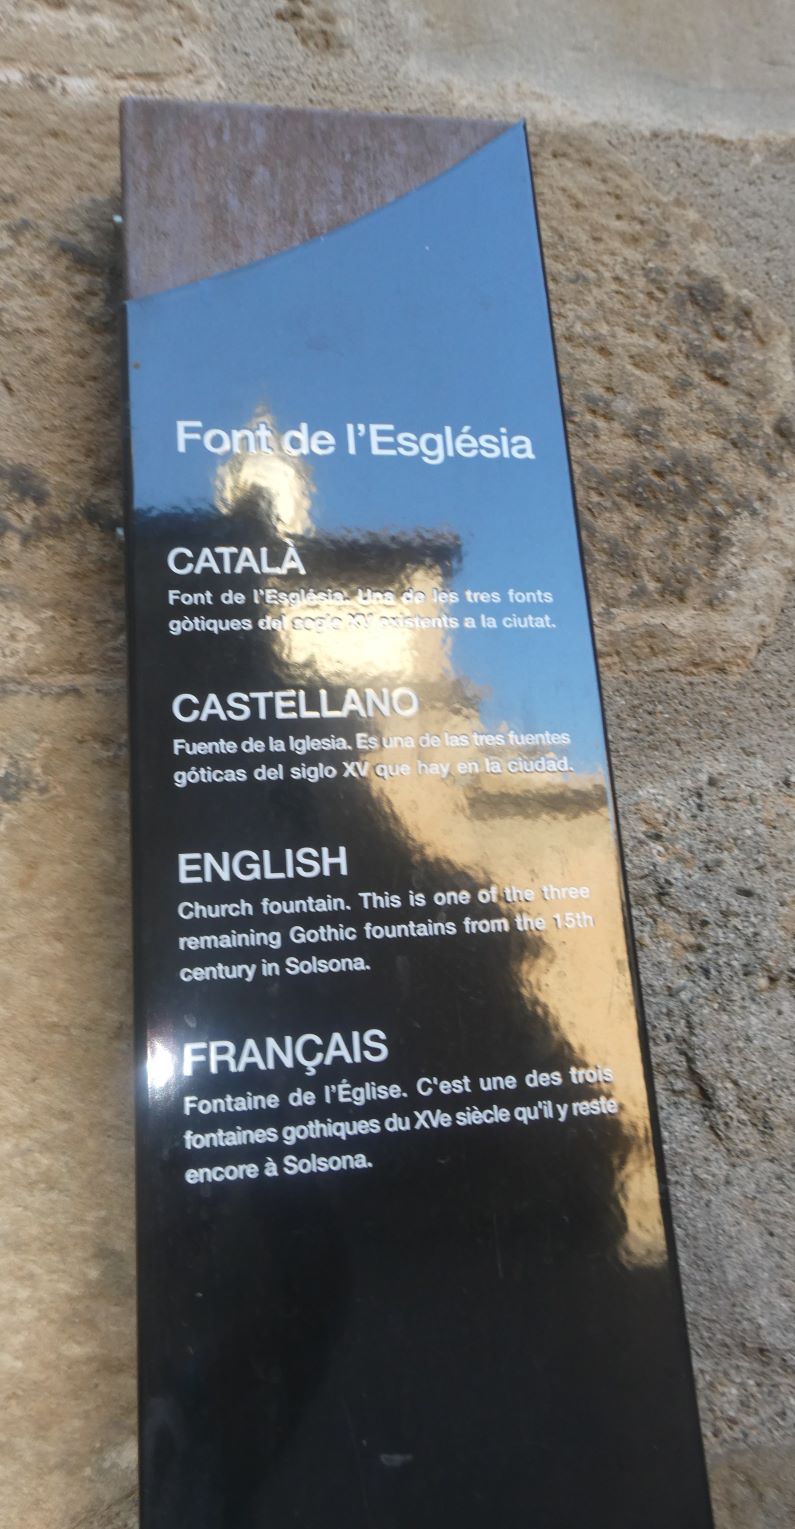 Font de l'Església
CATALÀ
Font de l'Església. Una de les tres fonts
gòtiques del segle XV existents a la ciutat.
CASTELLANO
Fuente de la Iglesia. Es una de las tres fuentes
góticas del siglo XV que hay en la ciudad.
ENGLISH
Church fountain. This is one of the three
remaining Gothic fountains from the 15th
century in Solsona.
FRANÇAIS
Fontaine de l'Église. C'est une des trois
fontaines gothiques du XVe siècle qu'il y reste
encore à Solsona.